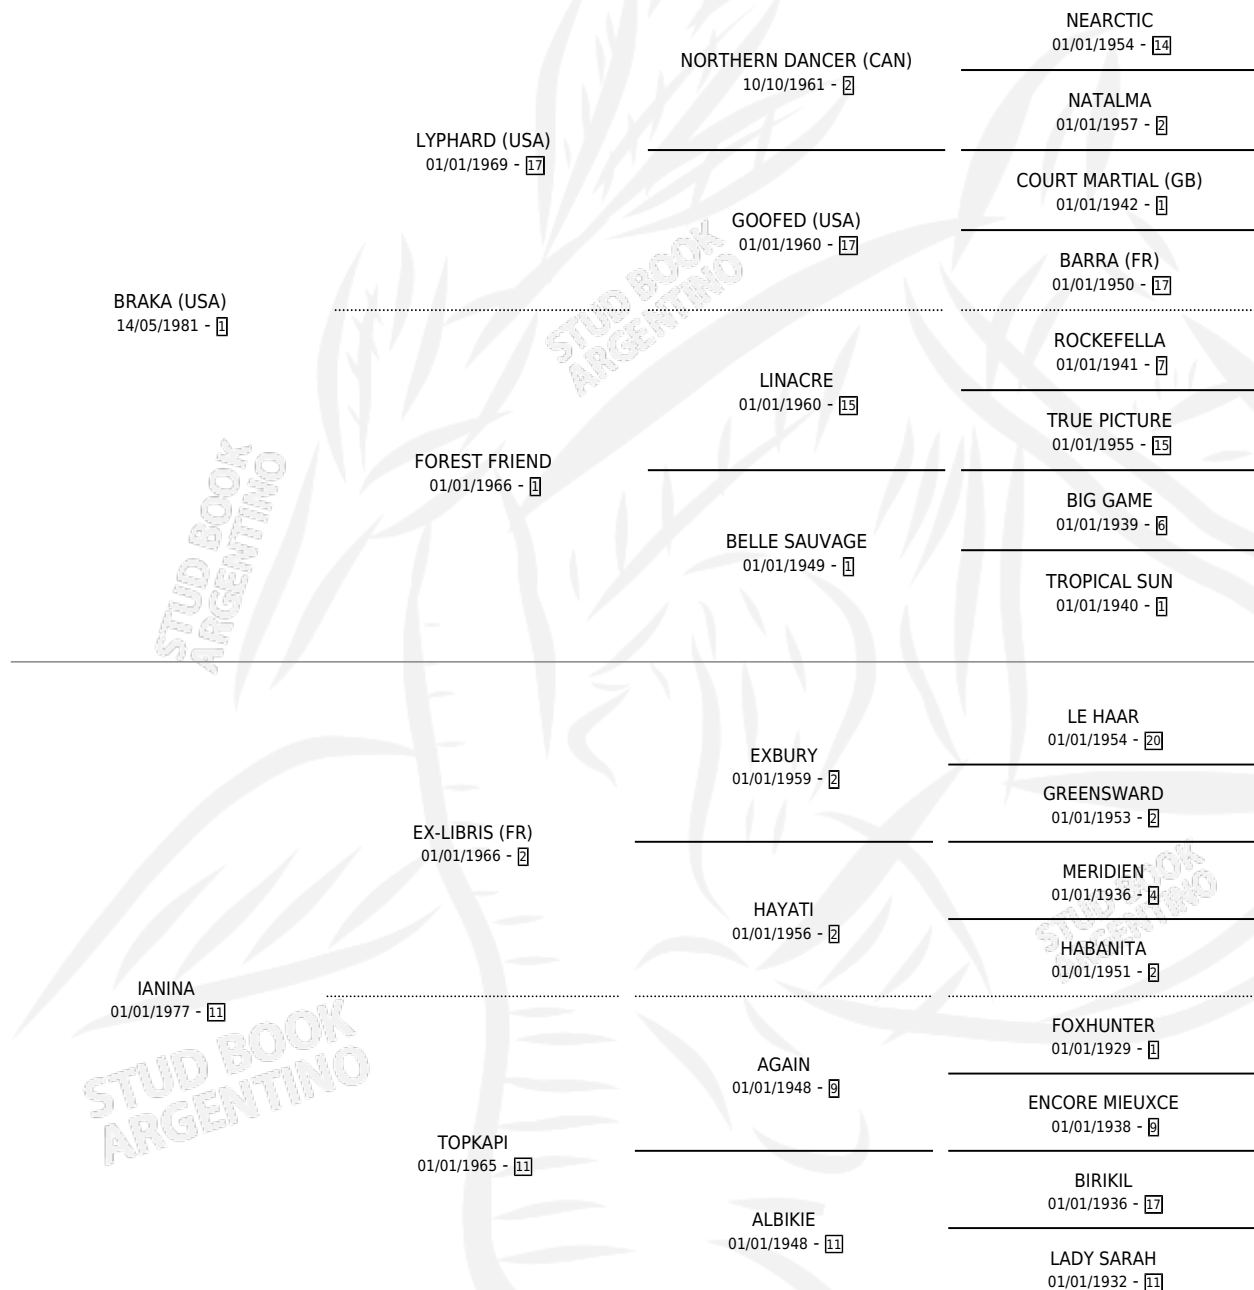 BRAKA (USA)
14/05/1981 - 1
LYPHARD (USA)
01/01/1969 - 17
FOREST FRIEND
01/01/1966 - 1
NORTHERN DANCER (CAN)
10/10/1961 - 2
GOOFED (USA)
01/01/1960 - 17
LINACRE
01/01/1960 - 15
BELLE SAUVAGE
01/01/1949 - 1
NEARCTIC
01/01/1954 - 14
NATALMA
01/01/1957 - 2
COURT MARTIAL (GB)
01/01/1942 - 1
BARRA (FR)
01/01/1950 - 17
ROCKEFELLA
01/01/1941 - 7
TRUE PICTURE
01/01/1955 - 15
BIG GAME
01/01/1939 - 6
TROPICAL SUN
01/01/1940 - 1
IANINA
01/01/1977 - 11
EX-LIBRIS (FR)
01/01/1966 - 2
TOPKAPI
01/01/1965 - 11
EXBURY
01/01/1959 - 2
HAYATI
01/01/1956 - 2
AGAIN
01/01/1948 - 9
ALBIKIE
01/01/1948 - 11
LE HAAR
01/01/1954 - 20
GREENSWARD
01/01/1953 - 2
MERIDIEN
01/01/1936 - 4
HABANITA
01/01/1951 - 2
FOXHUNTER
01/01/1929 - 1
ENCORE MIEUXCE
01/01/1938 - 9
BIRIKIL
01/01/1936 - 17
LADY SARAH
01/01/1932 - 11
STUD BOOK
ARGENTINO
STUD BOOK
ARGENTINO
STUD BOOK
ARGENTINO
STUD BOOK
ARGENTINO